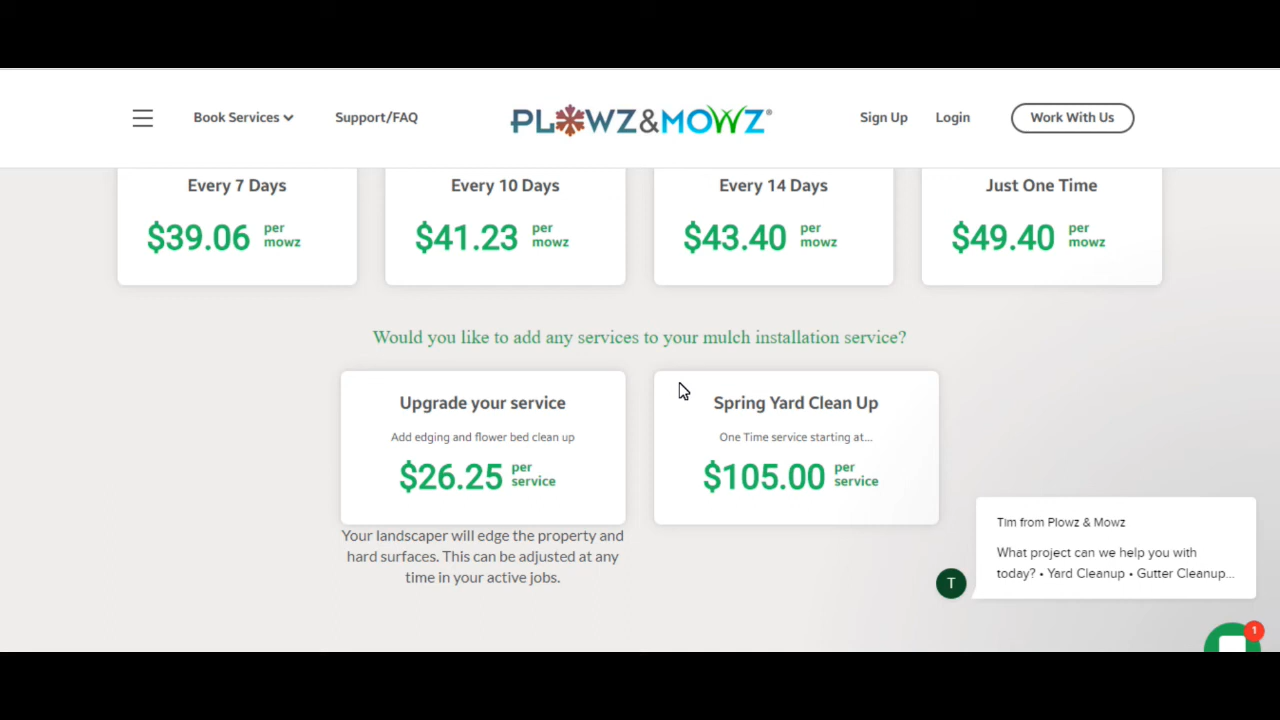 Book Services
Support/FAQ
PLOWZ&MOWZ®
Sign Up
Login
Work With Us
Every 7 Days
$39.06 per mowz
Every 10 Days
$41.23 per mowz
Every 14 Days
$43.40 per mowz
Just One Time
$49.40 per mowz
Would you like to add any services to your mulch installation service?
Upgrade your service
Add edging and flower bed clean up
$26.25 per service
Your landscaper will edge the property and
hard surfaces. This can be adjusted at any
time in your active jobs.
Spring Yard Clean Up
One Time service starting at...
$105.00 per service
Tim from Plowz & Mowz
What project can we help you with
today? • Yard Cleanup • Gutter Cleanup...
T
1